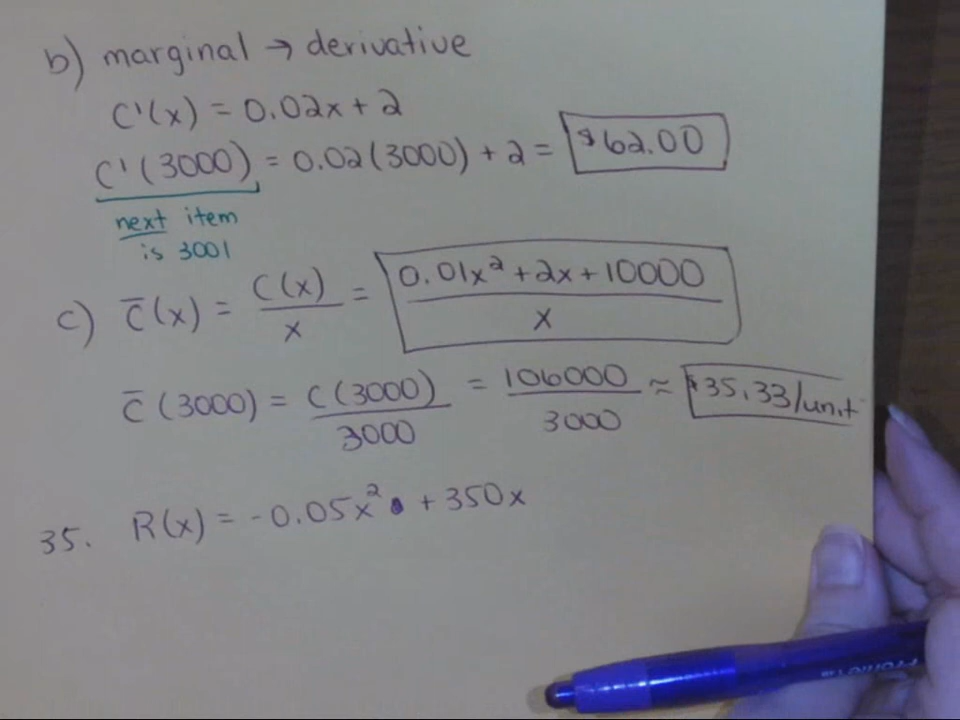 b) marginal → derivative
C'(x) = 0.02x + 2
C'(3000) = 0.02(3000) + 2 = $62.00
next item
is 3001
c) C̅(x) = C(x)/x = (0.01x² + 2x + 10000)/x
C̅(3000) = C(3000)/3000 = 106000/3000 ≈ $35.33/unit
35. R(x) = -0.05x² + 350x